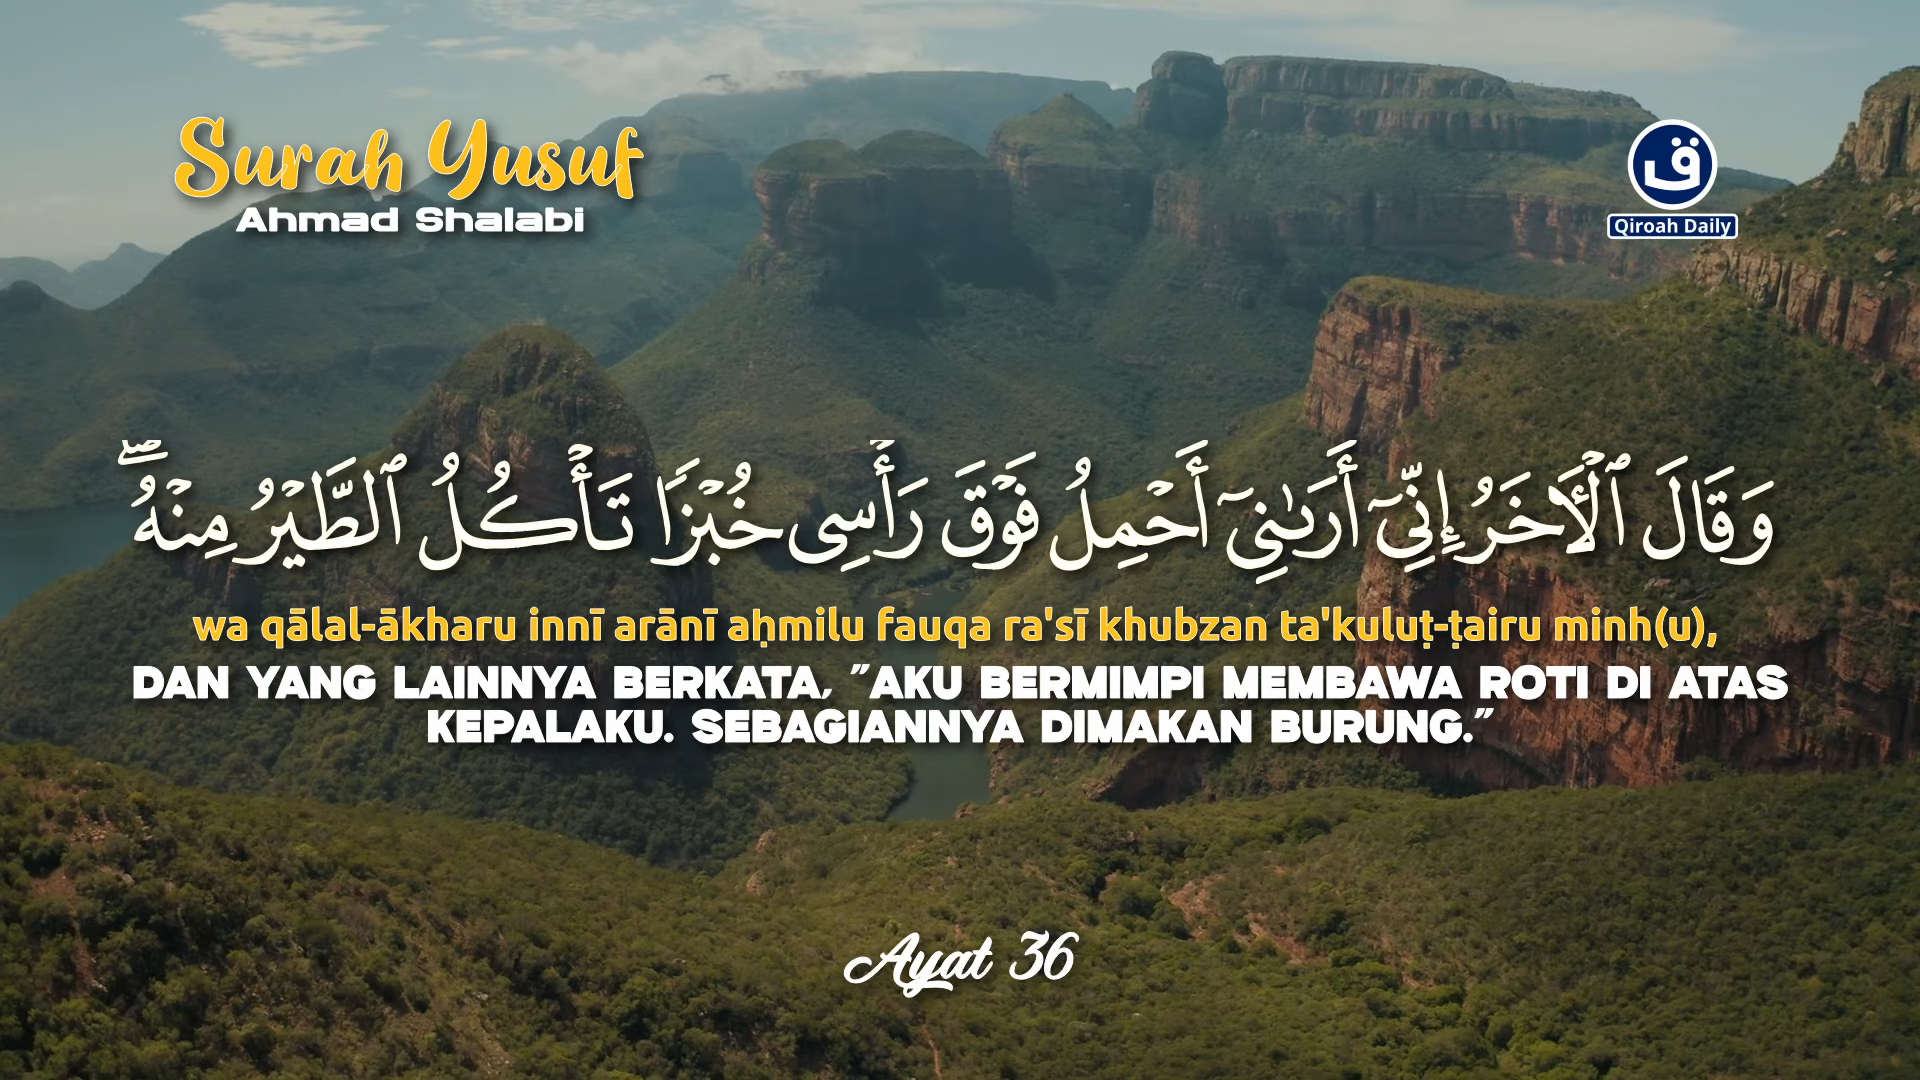 Surah Yusuf
Ahmad Shalabi
ق
Qiroah Daily
وَقَالَ ٱلۡأٓخَرُ إِنِّيٓ أَرَىٰنِيٓ أَحۡمِلُ فَوۡقَ رَأۡسِي خُبۡزٗا تَأۡكُلُ ٱلطَّيۡرُ مِنۡهُۖ
wa qālal-ākharu innī arānī aḥmilu fauqa ra'sī khubzan ta'kuluṭ-ṭairu minh(u),
DAN YANG LAINNYA BERKATA, "AKU BERMIMPI MEMBAWA ROTI DI ATAS
KEPALAKU. SEBAGIANNYA DIMAKAN BURUNG."
Ayat 36